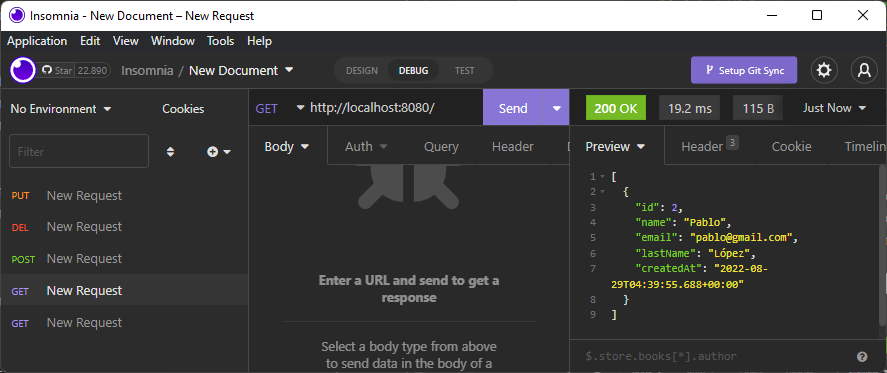 Insomnia - New Document – New Request
Application Edit View Window Tools Help
Star 22.890 Insomnia / New Document DESIGN DEBUG TEST Setup Git Sync
No Environment Cookies
Filter
PUT New Request
DEL New Request
POST New Request
GET New Request
GET New Request
GET http://localhost:8080/ Send
Body Auth Query Header
Enter a URL and send to get a
response
Select a body type from above
to send data in the body of a
200 OK 19.2 ms 115 B Just Now
Preview Header 3 Cookie Timelin
1 [
2 {
3 "id": 2,
4 "name": "Pablo",
5 "email": "pablo@gmail.com",
6 "lastName": "López",
7 "createdAt": "2022-08-
29T04:39:55.688+00:00"
8 }
9 ]
$.store.books[*].author